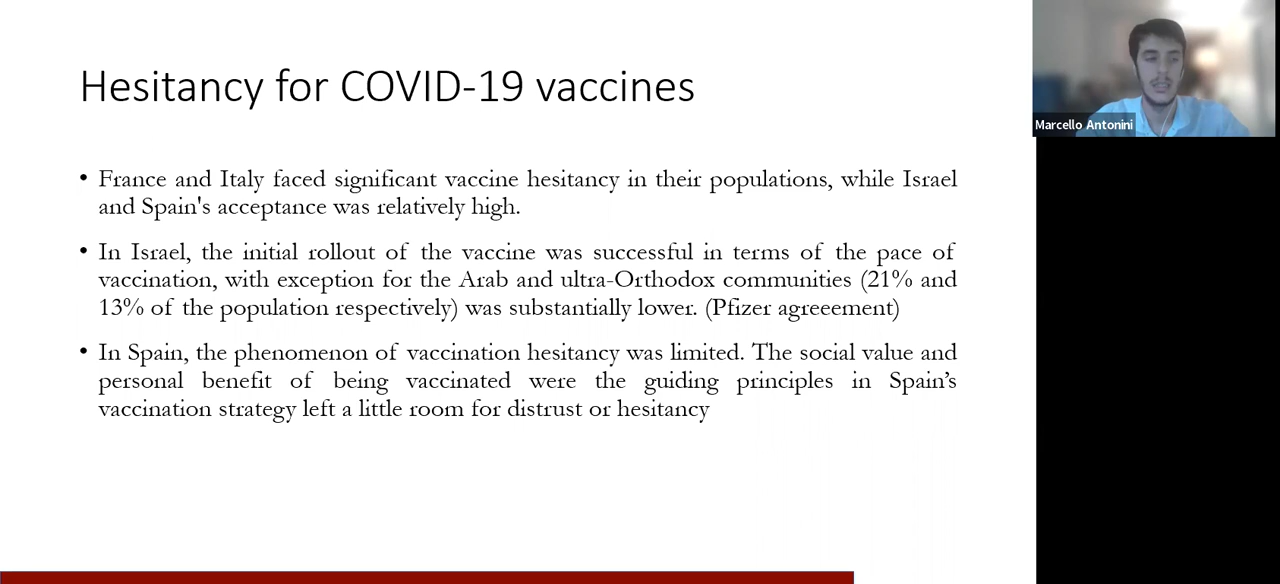 Hesitancy for COVID-19 vaccines
• France and Italy faced significant vaccine hesitancy in their populations, while Israel
and Spain's acceptance was relatively high.
• In Israel, the initial rollout of the vaccine was successful in terms of the pace of
vaccination, with exception for the Arab and ultra-Orthodox communities (21% and
13% of the population respectively) was substantially lower. (Pfizer agreeement)
• In Spain, the phenomenon of vaccination hesitancy was limited. The social value and
personal benefit of being vaccinated were the guiding principles in Spain’s
vaccination strategy left a little room for distrust or hesitancy
Marcello Antonini